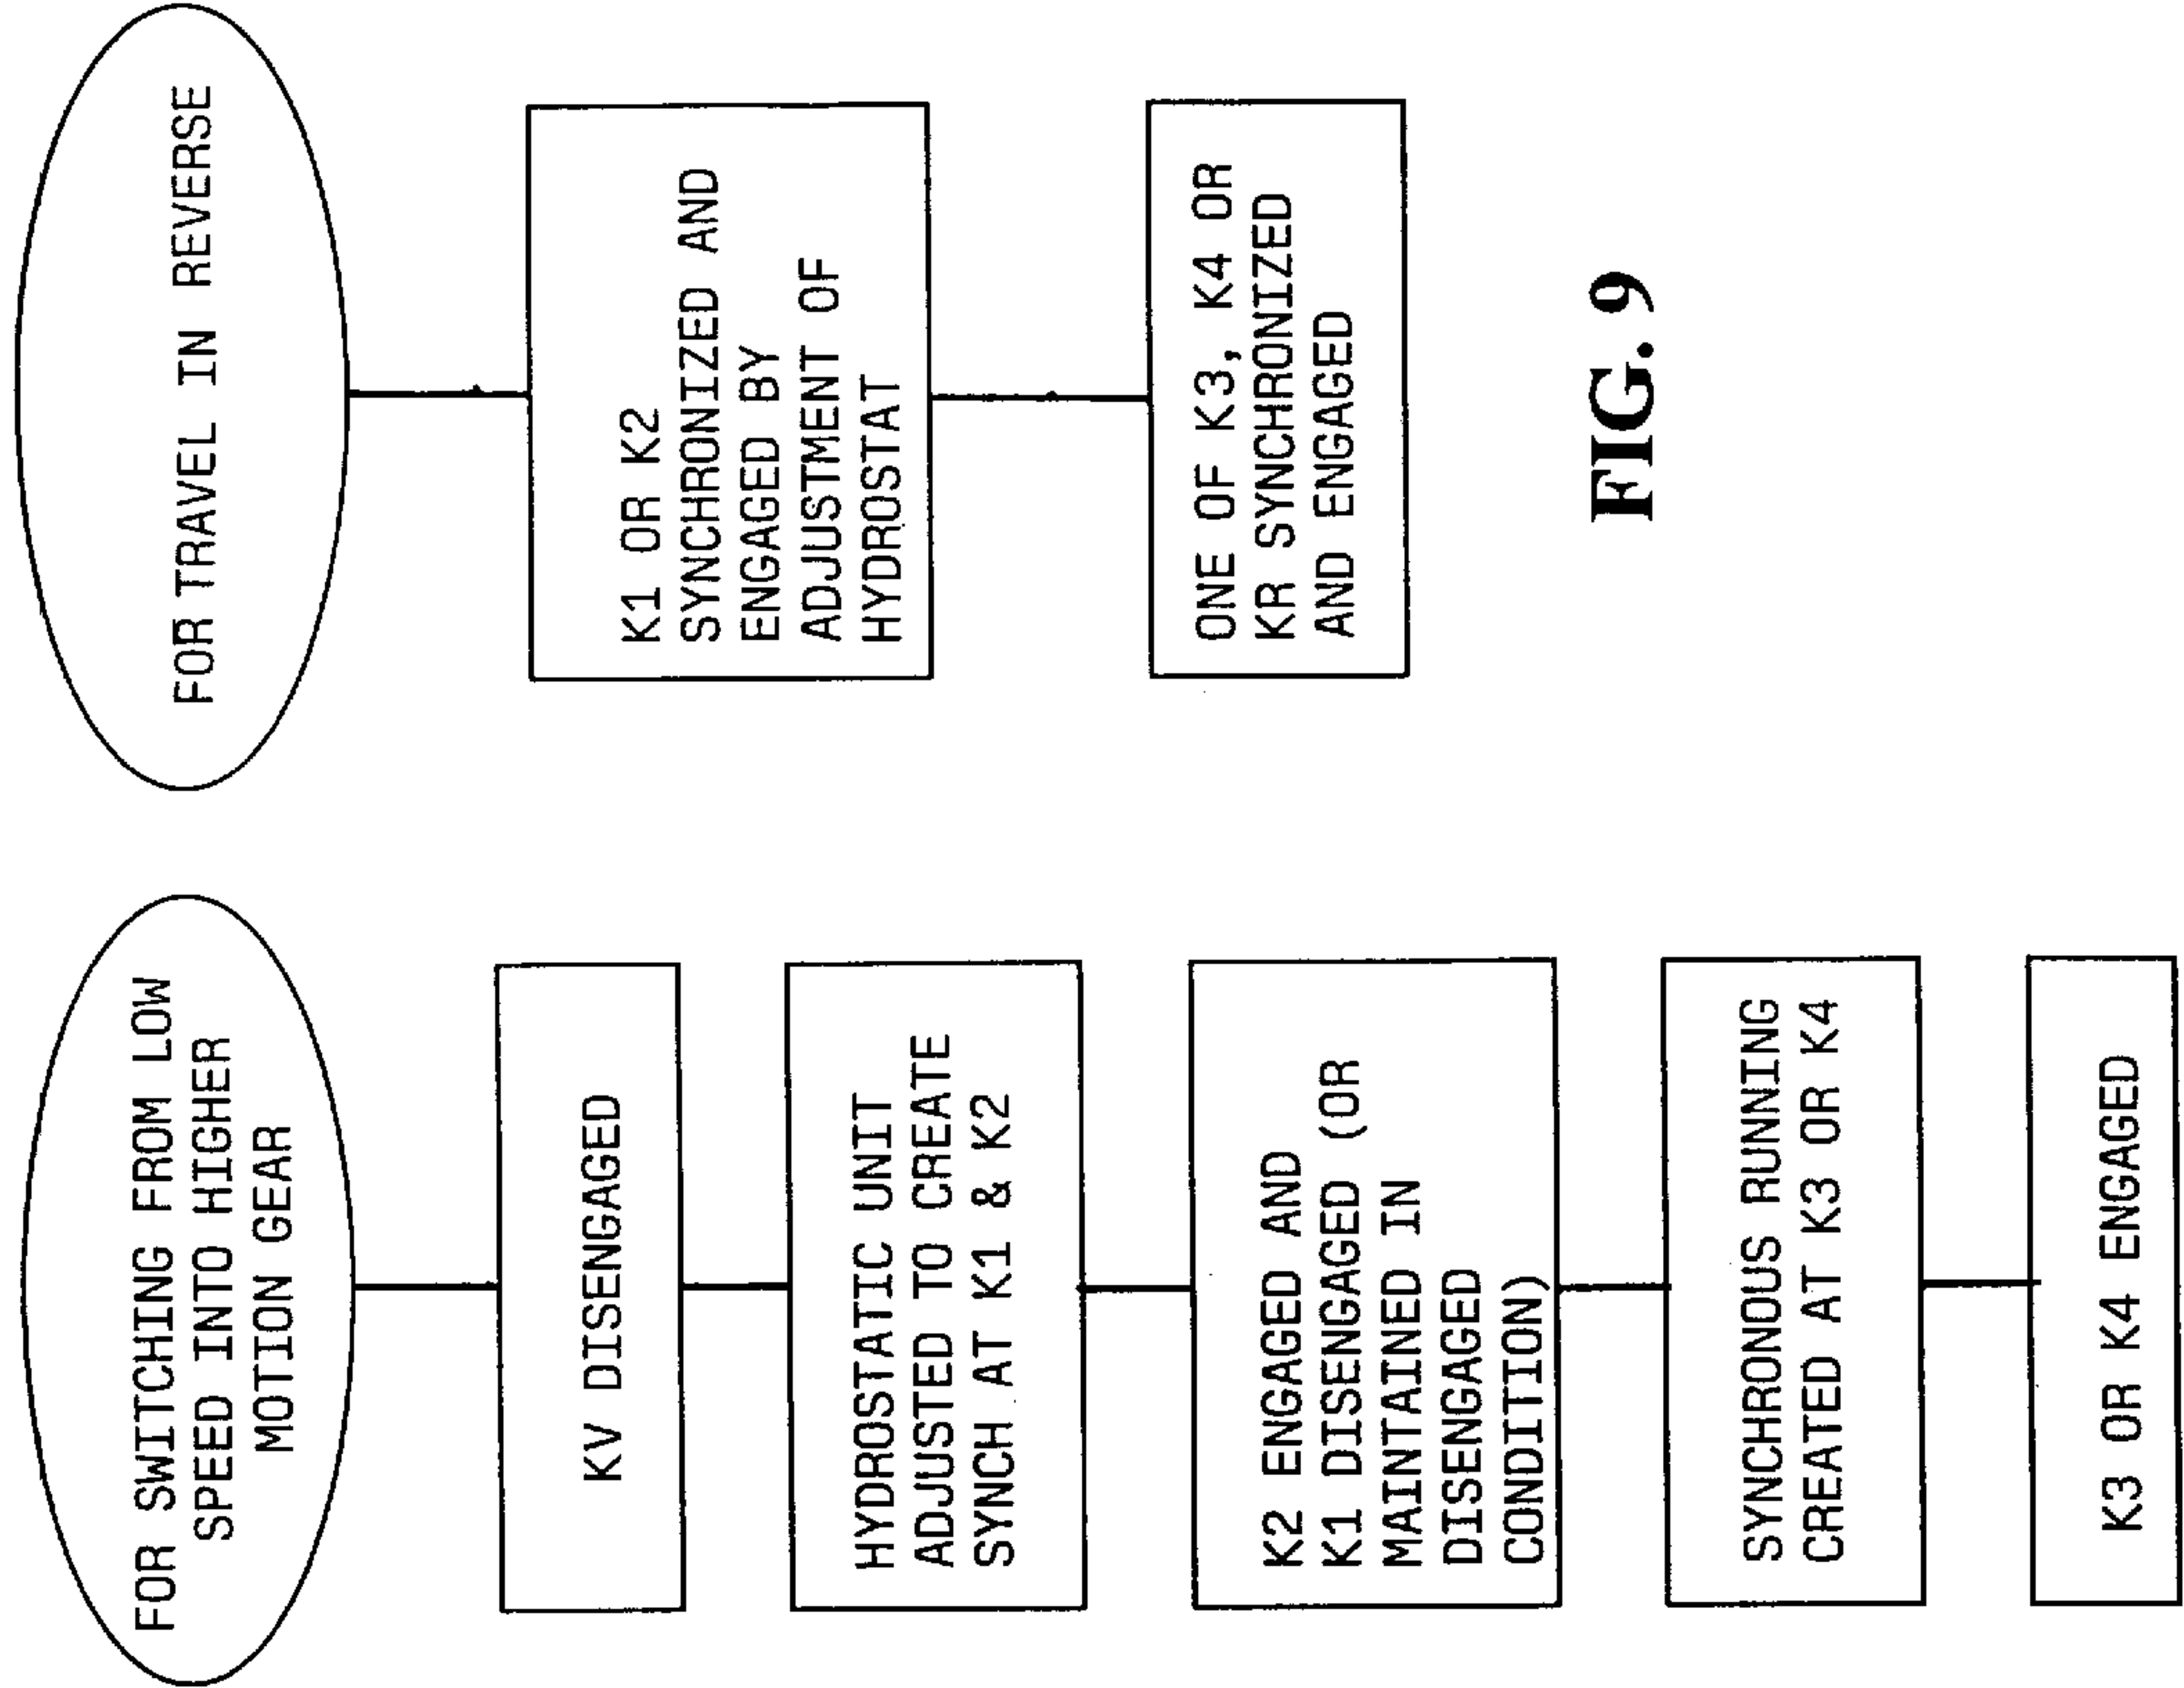 FOR SWITCHING FROM LOW
SPEED INTO HIGHER
MOTION GEAR
KV DISENGAGED
HYDROSTATIC UNIT
ADJUSTED TO CREATE
SYNCH AT K1 & K2
K2 ENGAGED AND
K1 DISENGAGED (OR
MAINTAINED IN
DISENGAGED
CONDITION)
SYNCHRONOUS RUNNING
CREATED AT K3 OR K4
K3 OR K4 ENGAGED
FOR TRAVEL IN REVERSE
K1 OR K2
SYNCHRONIZED AND
ENGAGED BY
ADJUSTMENT OF
HYDROSTAT
ONE OF K3, K4 OR
KR SYNCHRONIZED
AND ENGAGED
FIG. 9